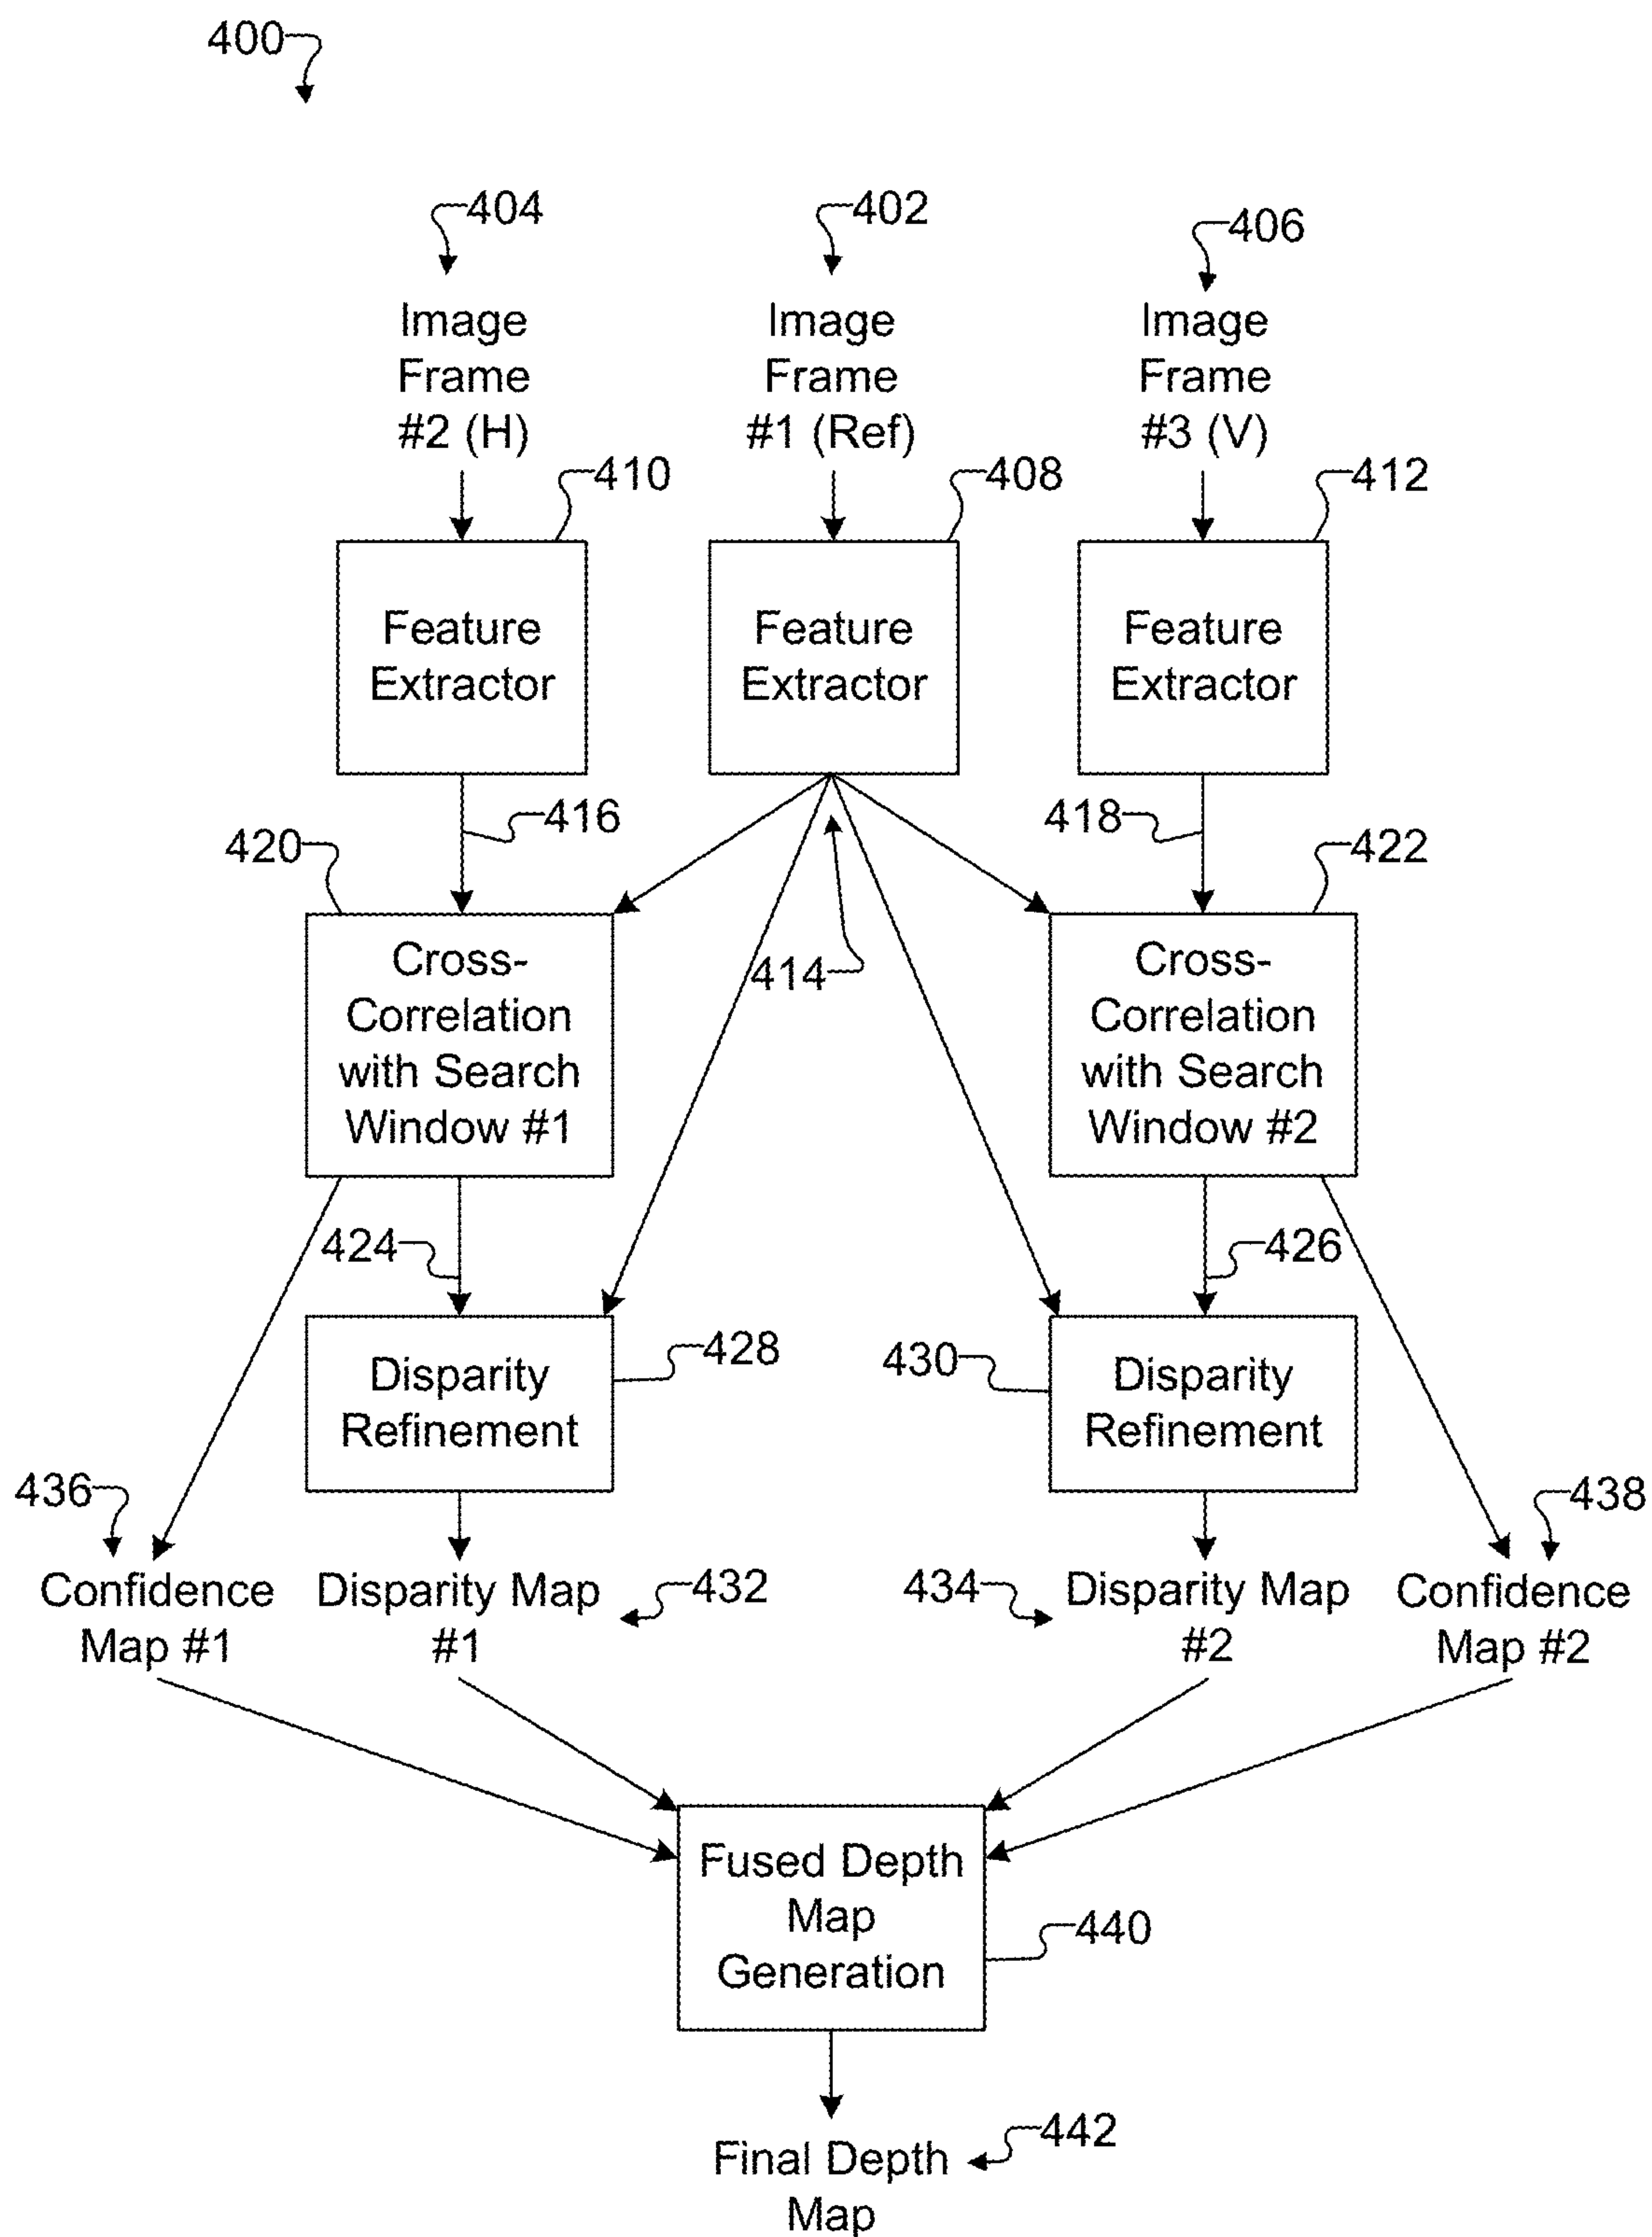 400
404
402
406
Image
Frame
#2 (H)
Image
Frame
#1 (Ref)
Image
Frame
#3 (V)
410
408
412
Feature
Extractor
Feature
Extractor
Feature
Extractor
416
418
420
422
414
Cross-
Correlation
with Search
Window #1
Cross-
Correlation
with Search
Window #2
424
426
428
430
Disparity
Refinement
Disparity
Refinement
436
438
Confidence
Map #1
Disparity Map
#1
432
434
Disparity Map
#2
Confidence
Map #2
Fused Depth
Map
Generation
440
442
Final Depth
Map